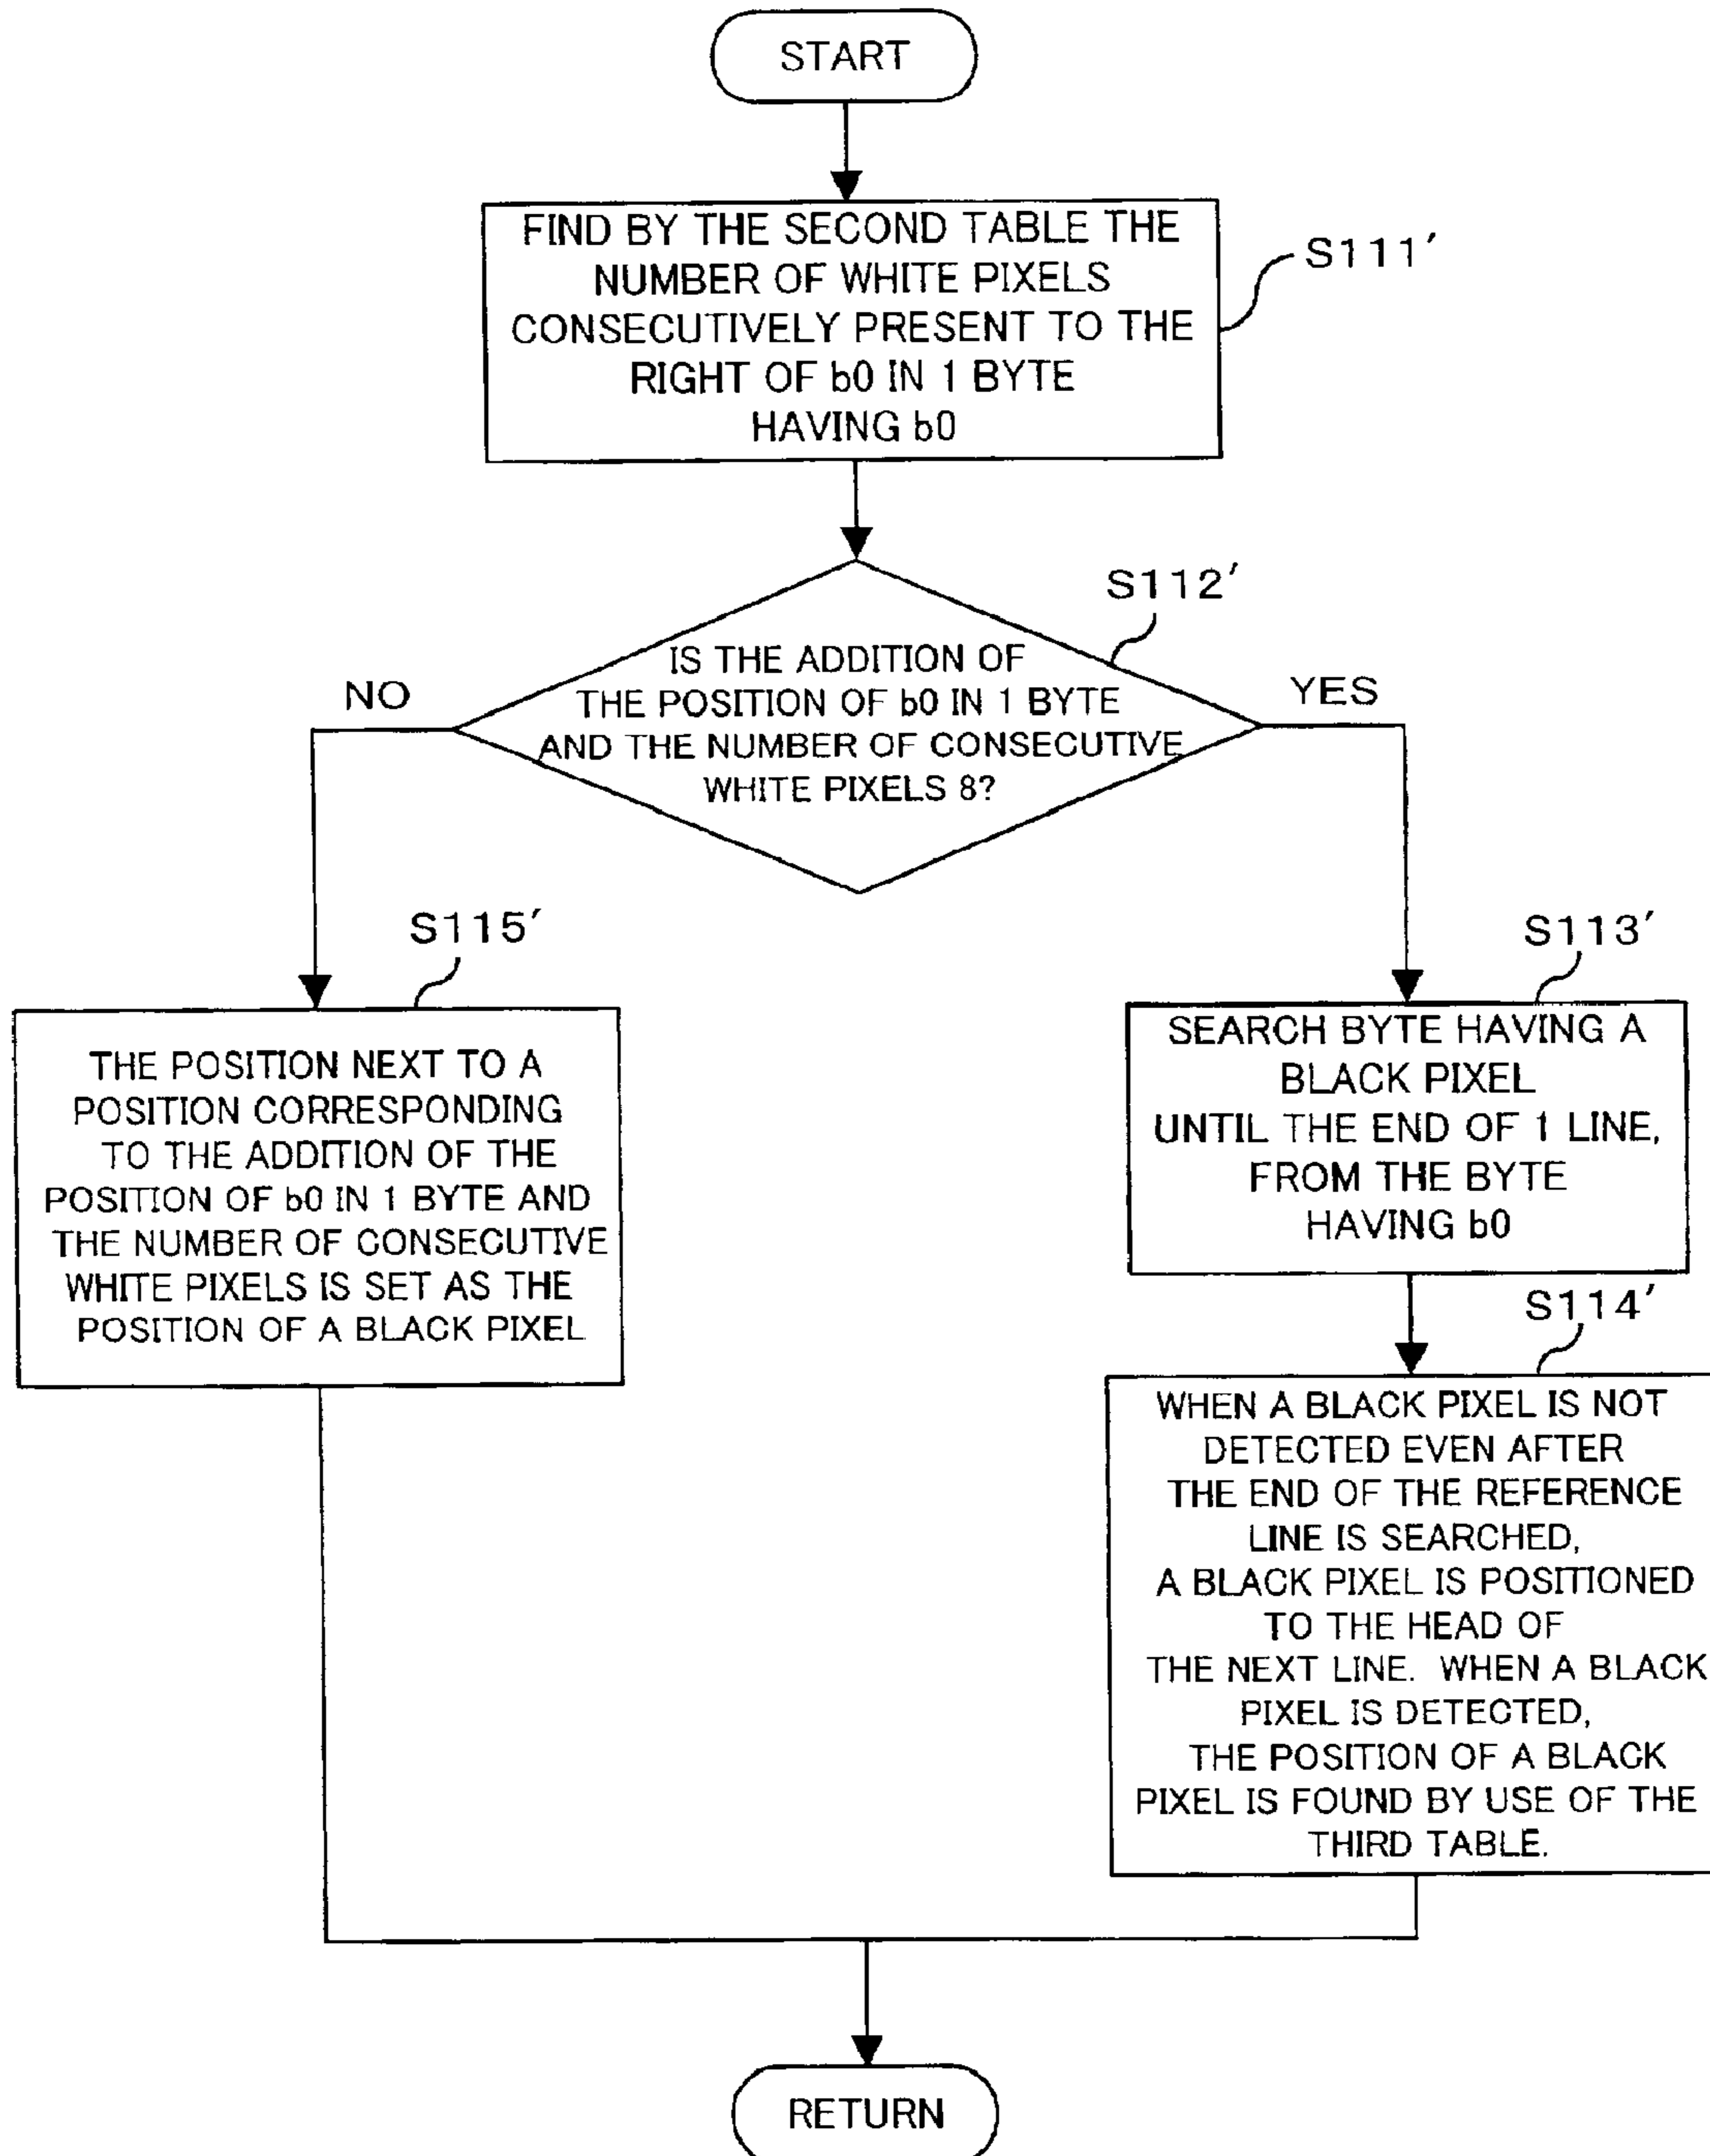 START
FIND BY THE SECOND TABLE THE
NUMBER OF WHITE PIXELS
CONSECUTIVELY PRESENT TO THE
RIGHT OF b0 IN 1 BYTE
HAVING b0
S111′
S112′
IS THE ADDITION OF
THE POSITION OF b0 IN 1 BYTE
AND THE NUMBER OF CONSECUTIVE
WHITE PIXELS 8?
NO
YES
S115′
THE POSITION NEXT TO A
POSITION CORRESPONDING
TO THE ADDITION OF THE
POSITION OF b0 IN 1 BYTE AND
THE NUMBER OF CONSECUTIVE
WHITE PIXELS IS SET AS THE
POSITION OF A BLACK PIXEL
S113′
SEARCH BYTE HAVING A
BLACK PIXEL
UNTIL THE END OF 1 LINE,
FROM THE BYTE
HAVING b0
S114′
WHEN A BLACK PIXEL IS NOT
DETECTED EVEN AFTER
THE END OF THE REFERENCE
LINE IS SEARCHED,
A BLACK PIXEL IS POSITIONED
TO THE HEAD OF
THE NEXT LINE. WHEN A BLACK
PIXEL IS DETECTED,
THE POSITION OF A BLACK
PIXEL IS FOUND BY USE OF THE
THIRD TABLE.
RETURN